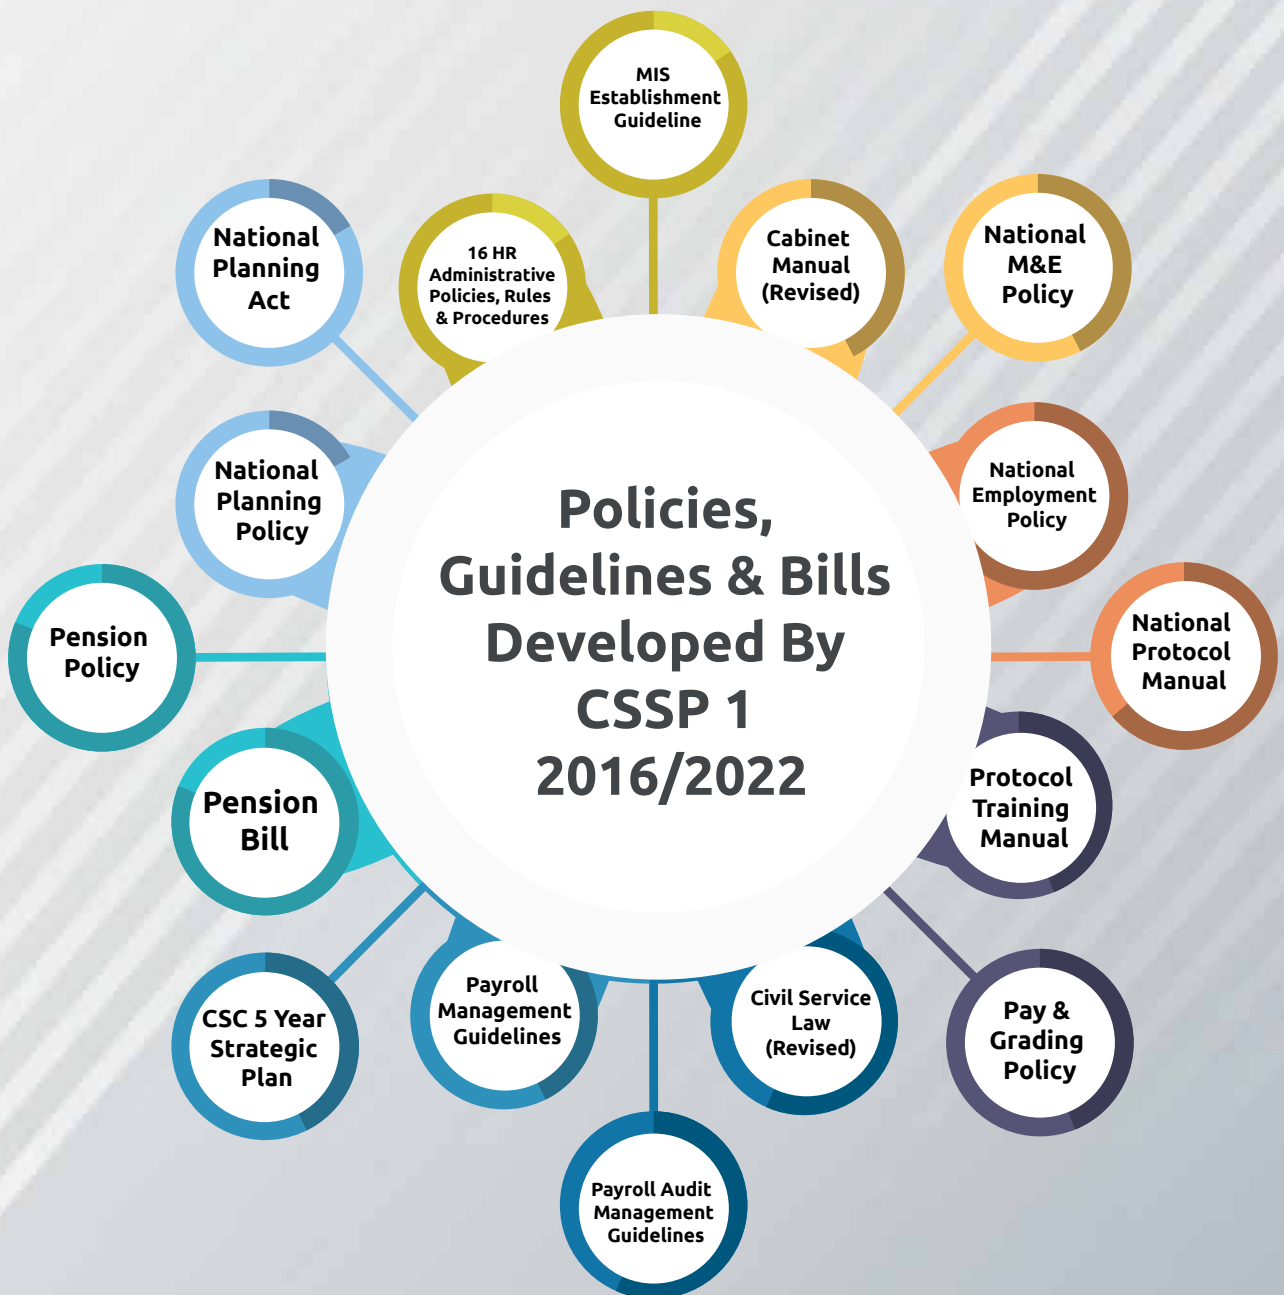 MIS
Establishment
Guideline
National
Planning
Act
16 HR
Administrative
Policies, Rules
& Procedures
Cabinet
Manual
(Revised)
National
M&E
Policy
National
Planning
Policy
National
Employment
Policy
Policies,
Guidelines & Bills
Developed By
CSSP 1
2016/2022
Pension
Policy
National
Protocol
Manual
Pension
Bill
Protocol
Training
Manual
CSC 5 Year
Strategic
Plan
Payroll
Management
Guidelines
Civil Service
Law
(Revised)
Pay &
Grading
Policy
Payroll Audit
Management
Guidelines